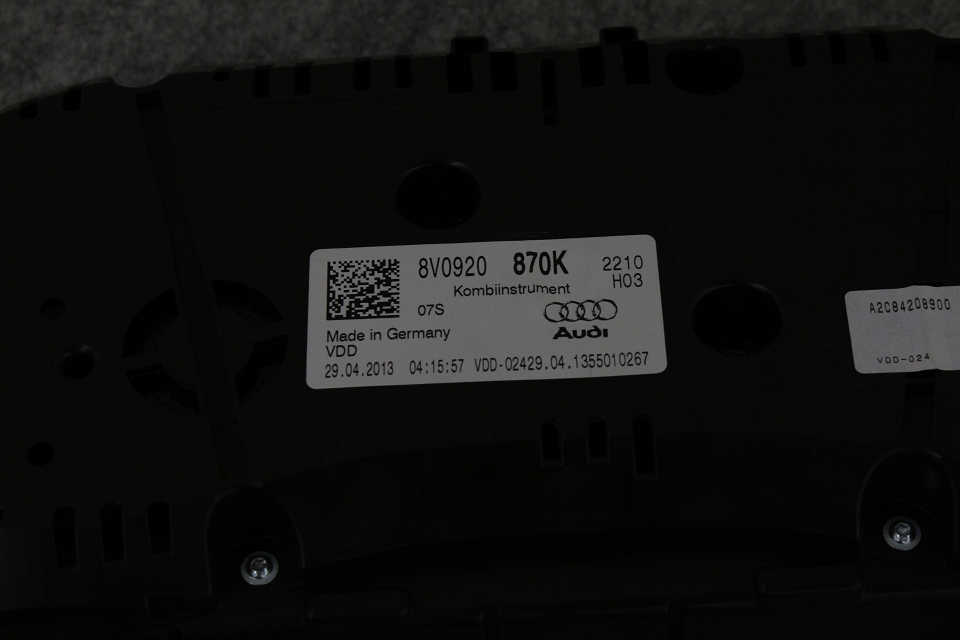 8V0920 870K 2210
H03
Kombiinstrument
07S
Audi
Made in Germany
VDD
29.04.2013 04:15:57 VDD-02429.04.1355010267
A2C84208900
VDD-024